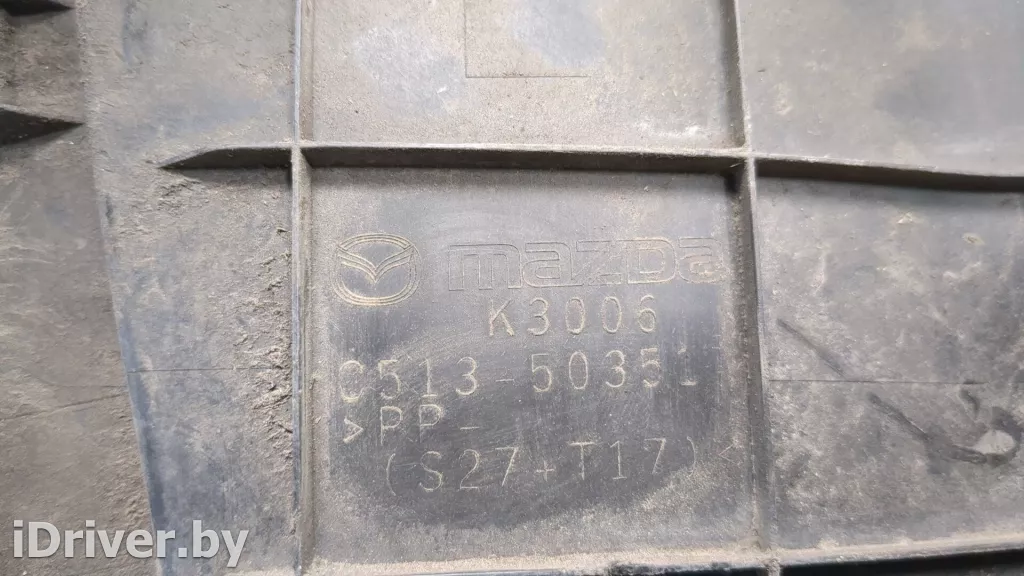 mazda
K3006
C513-50351
>PP-
(S27+T17)<
iDriver.by